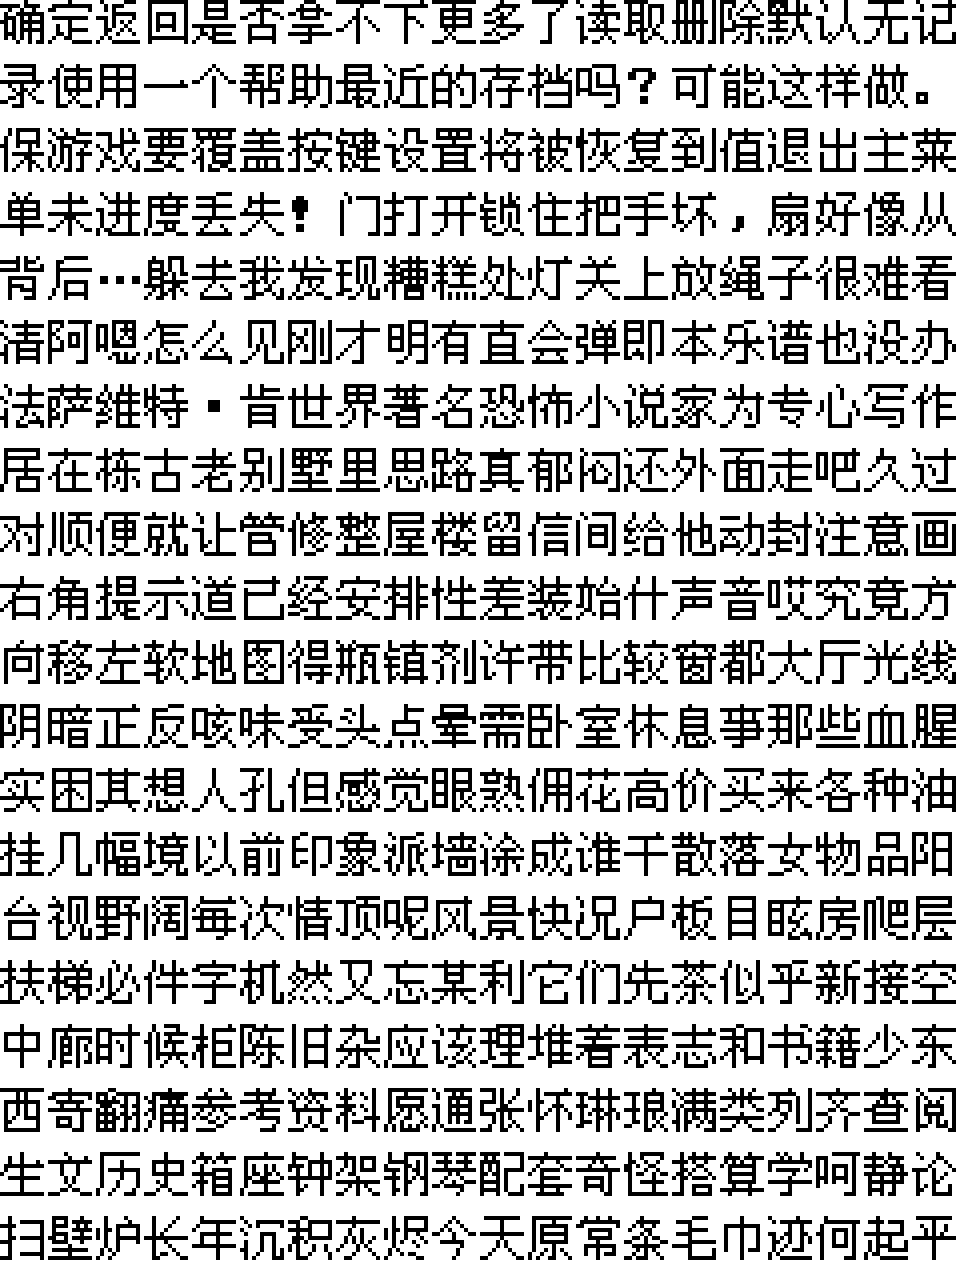 确定返回是否拿不下更多了读取删除默认无记
录使用一个帮助最近的存档吗?可能这样做。
保游戏要覆盖按键设置将被恢复到值退出主菜
单未进度丢失!门打开锁住把手坏,扇好像从
背后…躲去我发现糟糕处灯关上放绳子很难看
清阿嗯怎么见刚才明有直会弹即本乐谱也没办
法萨维特·肯世界著名恐怖小说家为专心写作
居在栋古老别墅里思路真郁闷还外面走吧久过
对顺便就让管修整屋楼留信间给他动封注意画
右角提示道已经安排性差装始什声音哎究竟方
向移左软地图得瓶镇剂许带比较窗都大厅光线
阴暗正反咳味受头点晕需卧室休息事那些血腥
实困其想人孔但感觉眼熟佣花高价买来各种油
挂几幅境以前印象派墙涂成谁千散落女物品阳
台视野阔每次情顶呢风景快况户板目眩房爬层
扶梯必件字机然又忘某利它们先茶似乎新接空
中廊时候柜陈旧杂应该理堆着表志和书籍少东
西寄翻痛参考资料愿通张怀琳琅满类列齐查阅
生文历史箱座钟架钢琴配套奇怪搭算学呵静论
扫壁炉长年沉积灰烬今天原常条毛巾迹何起平